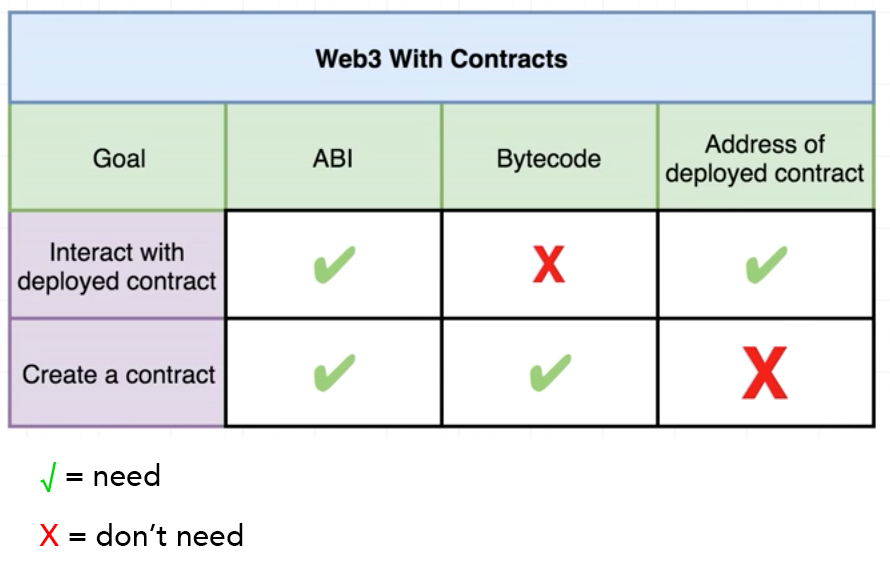 Web3 With Contracts
Goal
ABI
Bytecode
Address of
deployed contract
Interact with
deployed contract
✔
X
✔
Create a contract
✔
✔
X
√ = need
X = don’t need